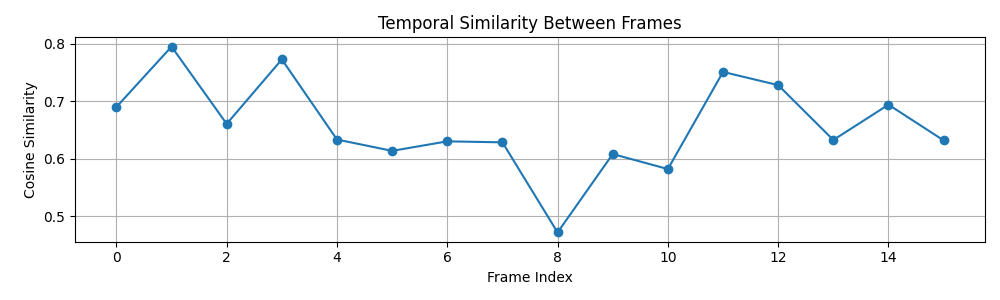 Temporal Similarity Between Frames
Cosine Similarity
0.8
0.7
0.6
0.5
0 2 4 6 8 10 12 14
Frame Index